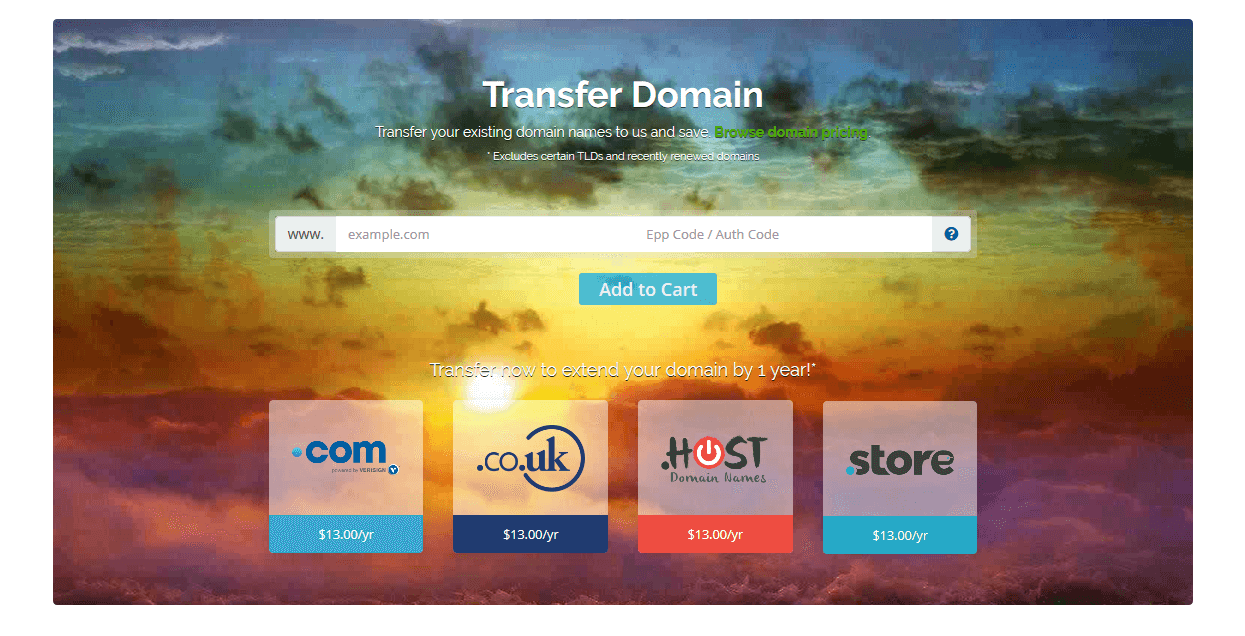 Transfer Domain
Transfer your existing domain names to us and save. Browse domain pricing.
* Excludes certain TLDs and recently renewed domains
www. example.com Epp Code / Auth Code ?
Add to Cart
Transfer now to extend your domain by 1 year!*
.com
powered by VERISIGN
.co.uk
.HOST
Domain Names
.store
$13.00/yr $13.00/yr $13.00/yr $13.00/yr